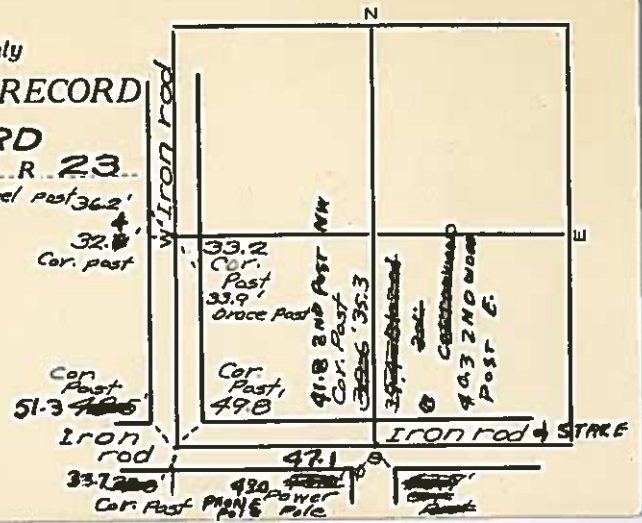 nly
RECORD
RD
R 23
el Post 36.2'
32.
Cor. post
N
W
E
Iron rod
33.2
Cor.
Post
33.9'
Brace Post
41.8 2ND POST NW
Cor. Post
35.3
40.3 2ND WOOD
POST E.
Cor
Post
51.3
Cor.
Post,
49.8
Iron
rod
Iron rod & STAKE
47.1
33.7
Cor. Post
43.0
PHONE
POLE
Power
Pole